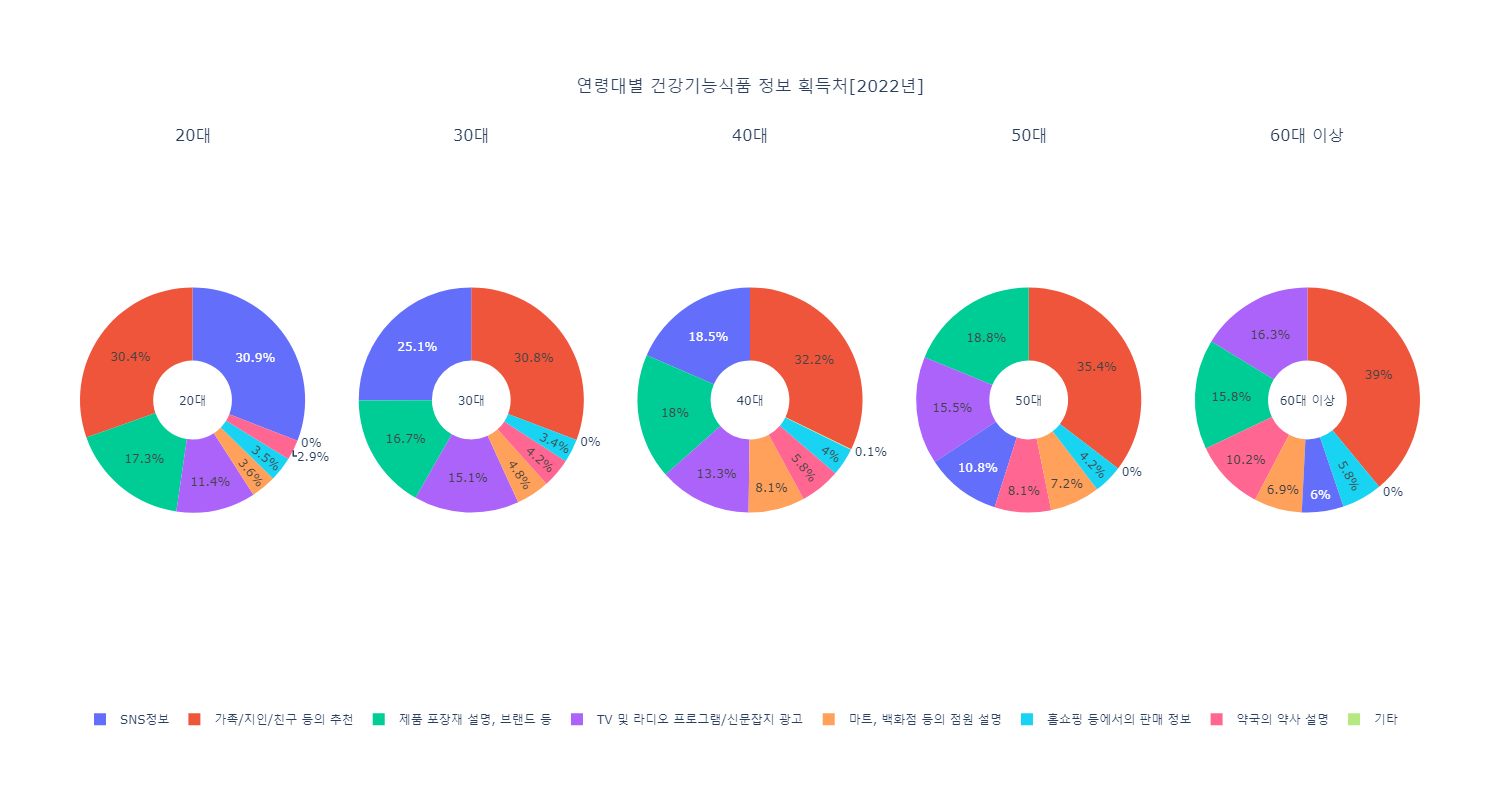 연령대별 건강기능식품 정보 획득처[2022년]
20대
30대
40대
50대
60대 이상
30.4%
30.9%
17.3%
11.4%
3.6%
3.5%
0%
2.9%
20대
25.1%
30.8%
16.7%
15.1%
4.8%
4.2%
3.4%
0%
30대
18.5%
32.2%
18%
13.3%
8.1%
5.8%
4%
0.1%
40대
18.8%
35.4%
15.5%
10.8%
8.1%
7.2%
4.2%
0%
50대
16.3%
39%
15.8%
10.2%
6.9%
6%
5.8%
0%
60대 이상
SNS정보
가족/지인/친구 등의 추천
제품 포장재 설명, 브랜드 등
TV 및 라디오 프로그램/신문잡지 광고
마트, 백화점 등의 점원 설명
홈쇼핑 등에서의 판매 정보
약국의 약사 설명
기타